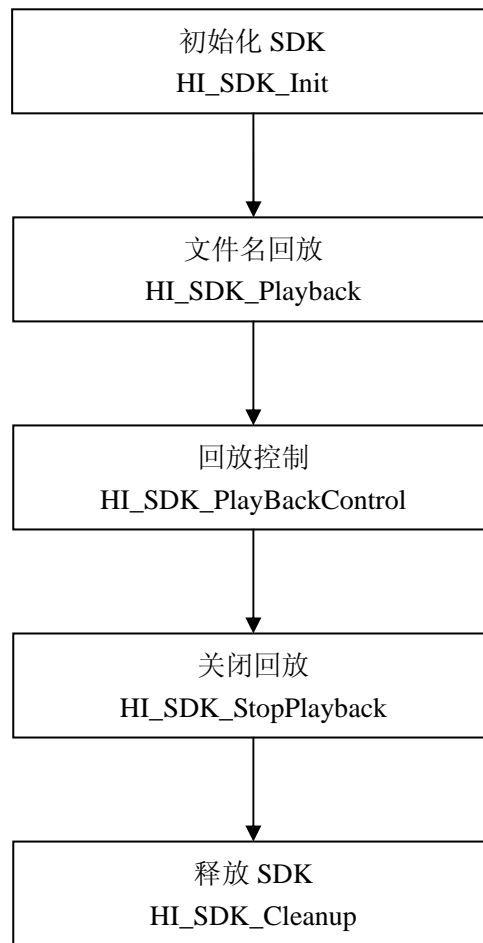 初始化 SDK
HI_SDK_Init
文件名回放
HI_SDK_Playback
回放控制
HI_SDK_PlayBackControl
关闭回放
HI_SDK_StopPlayback
释放 SDK
HI_SDK_Cleanup